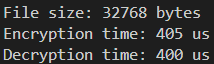 File size: 32768 bytes
Encryption time: 405 us
Decryption time: 400 us